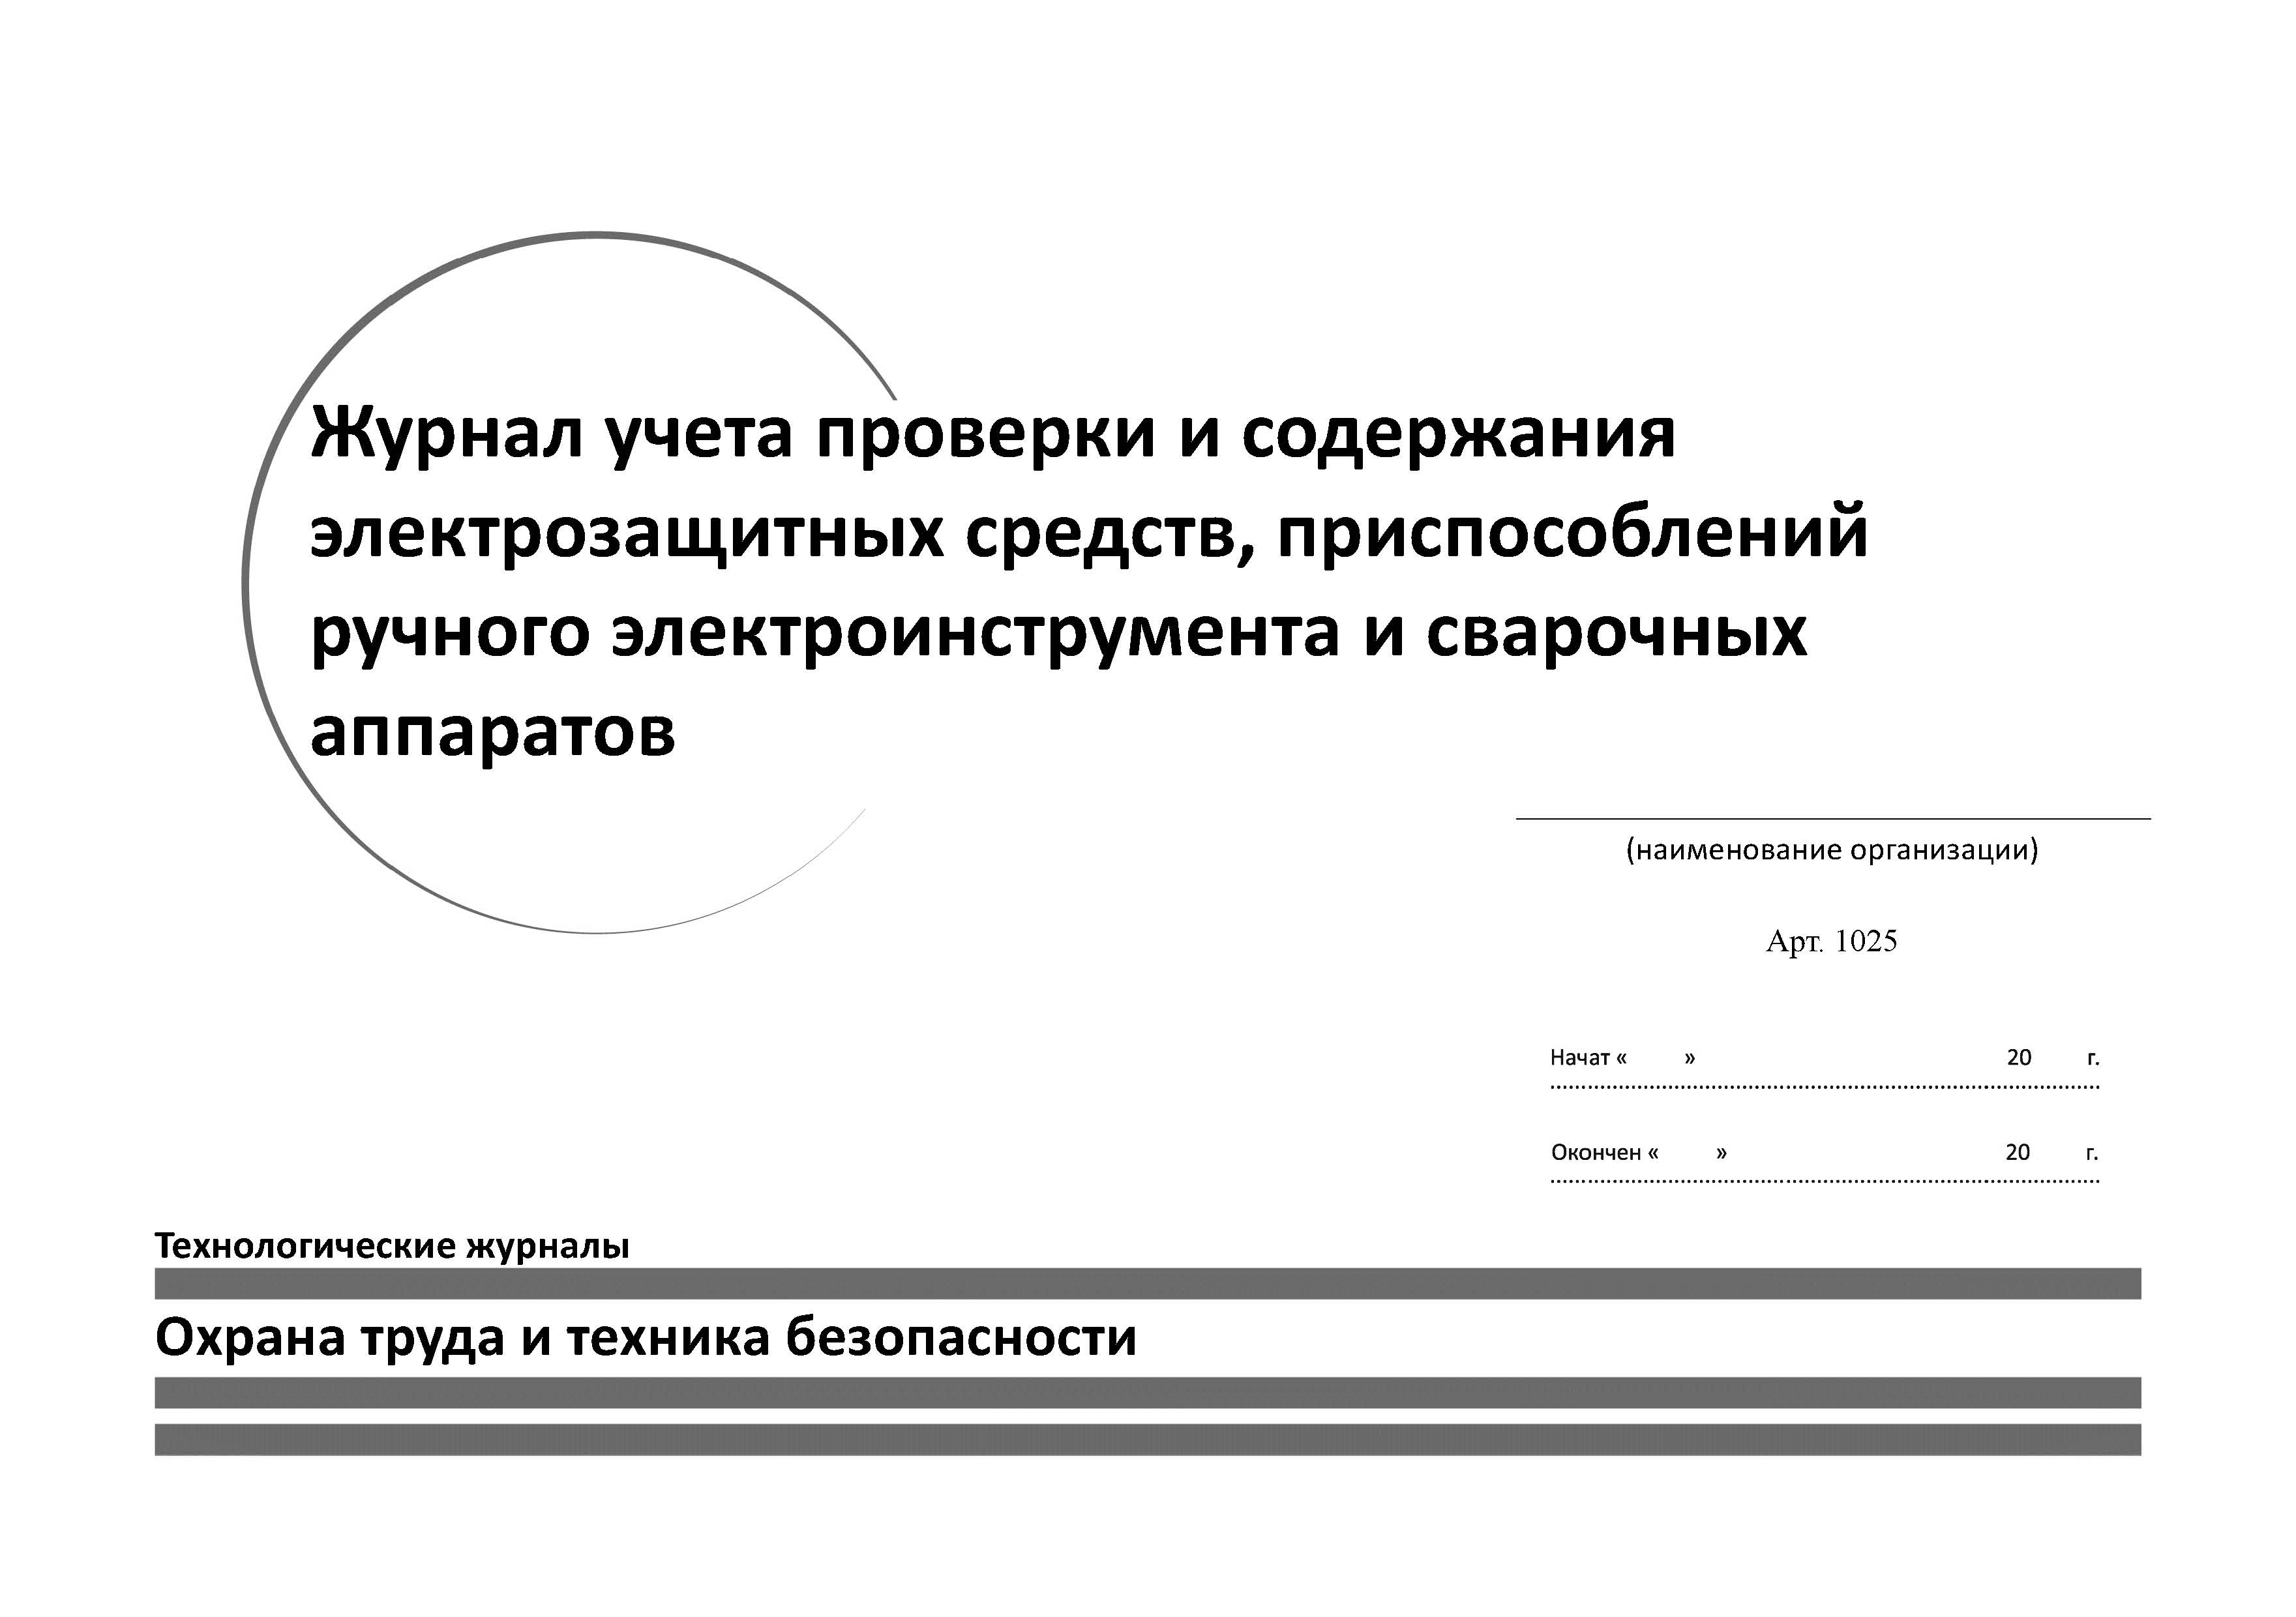 Журнал учета проверки и содержания
электрозащитных средств, приспособлений
ручного электроинструмента и сварочных
аппаратов
(наименование организации)
Арт. 1025
Начат « » 20 г.
Окончен « » 20 г.
Технологические журналы
Охрана труда и техника безопасности